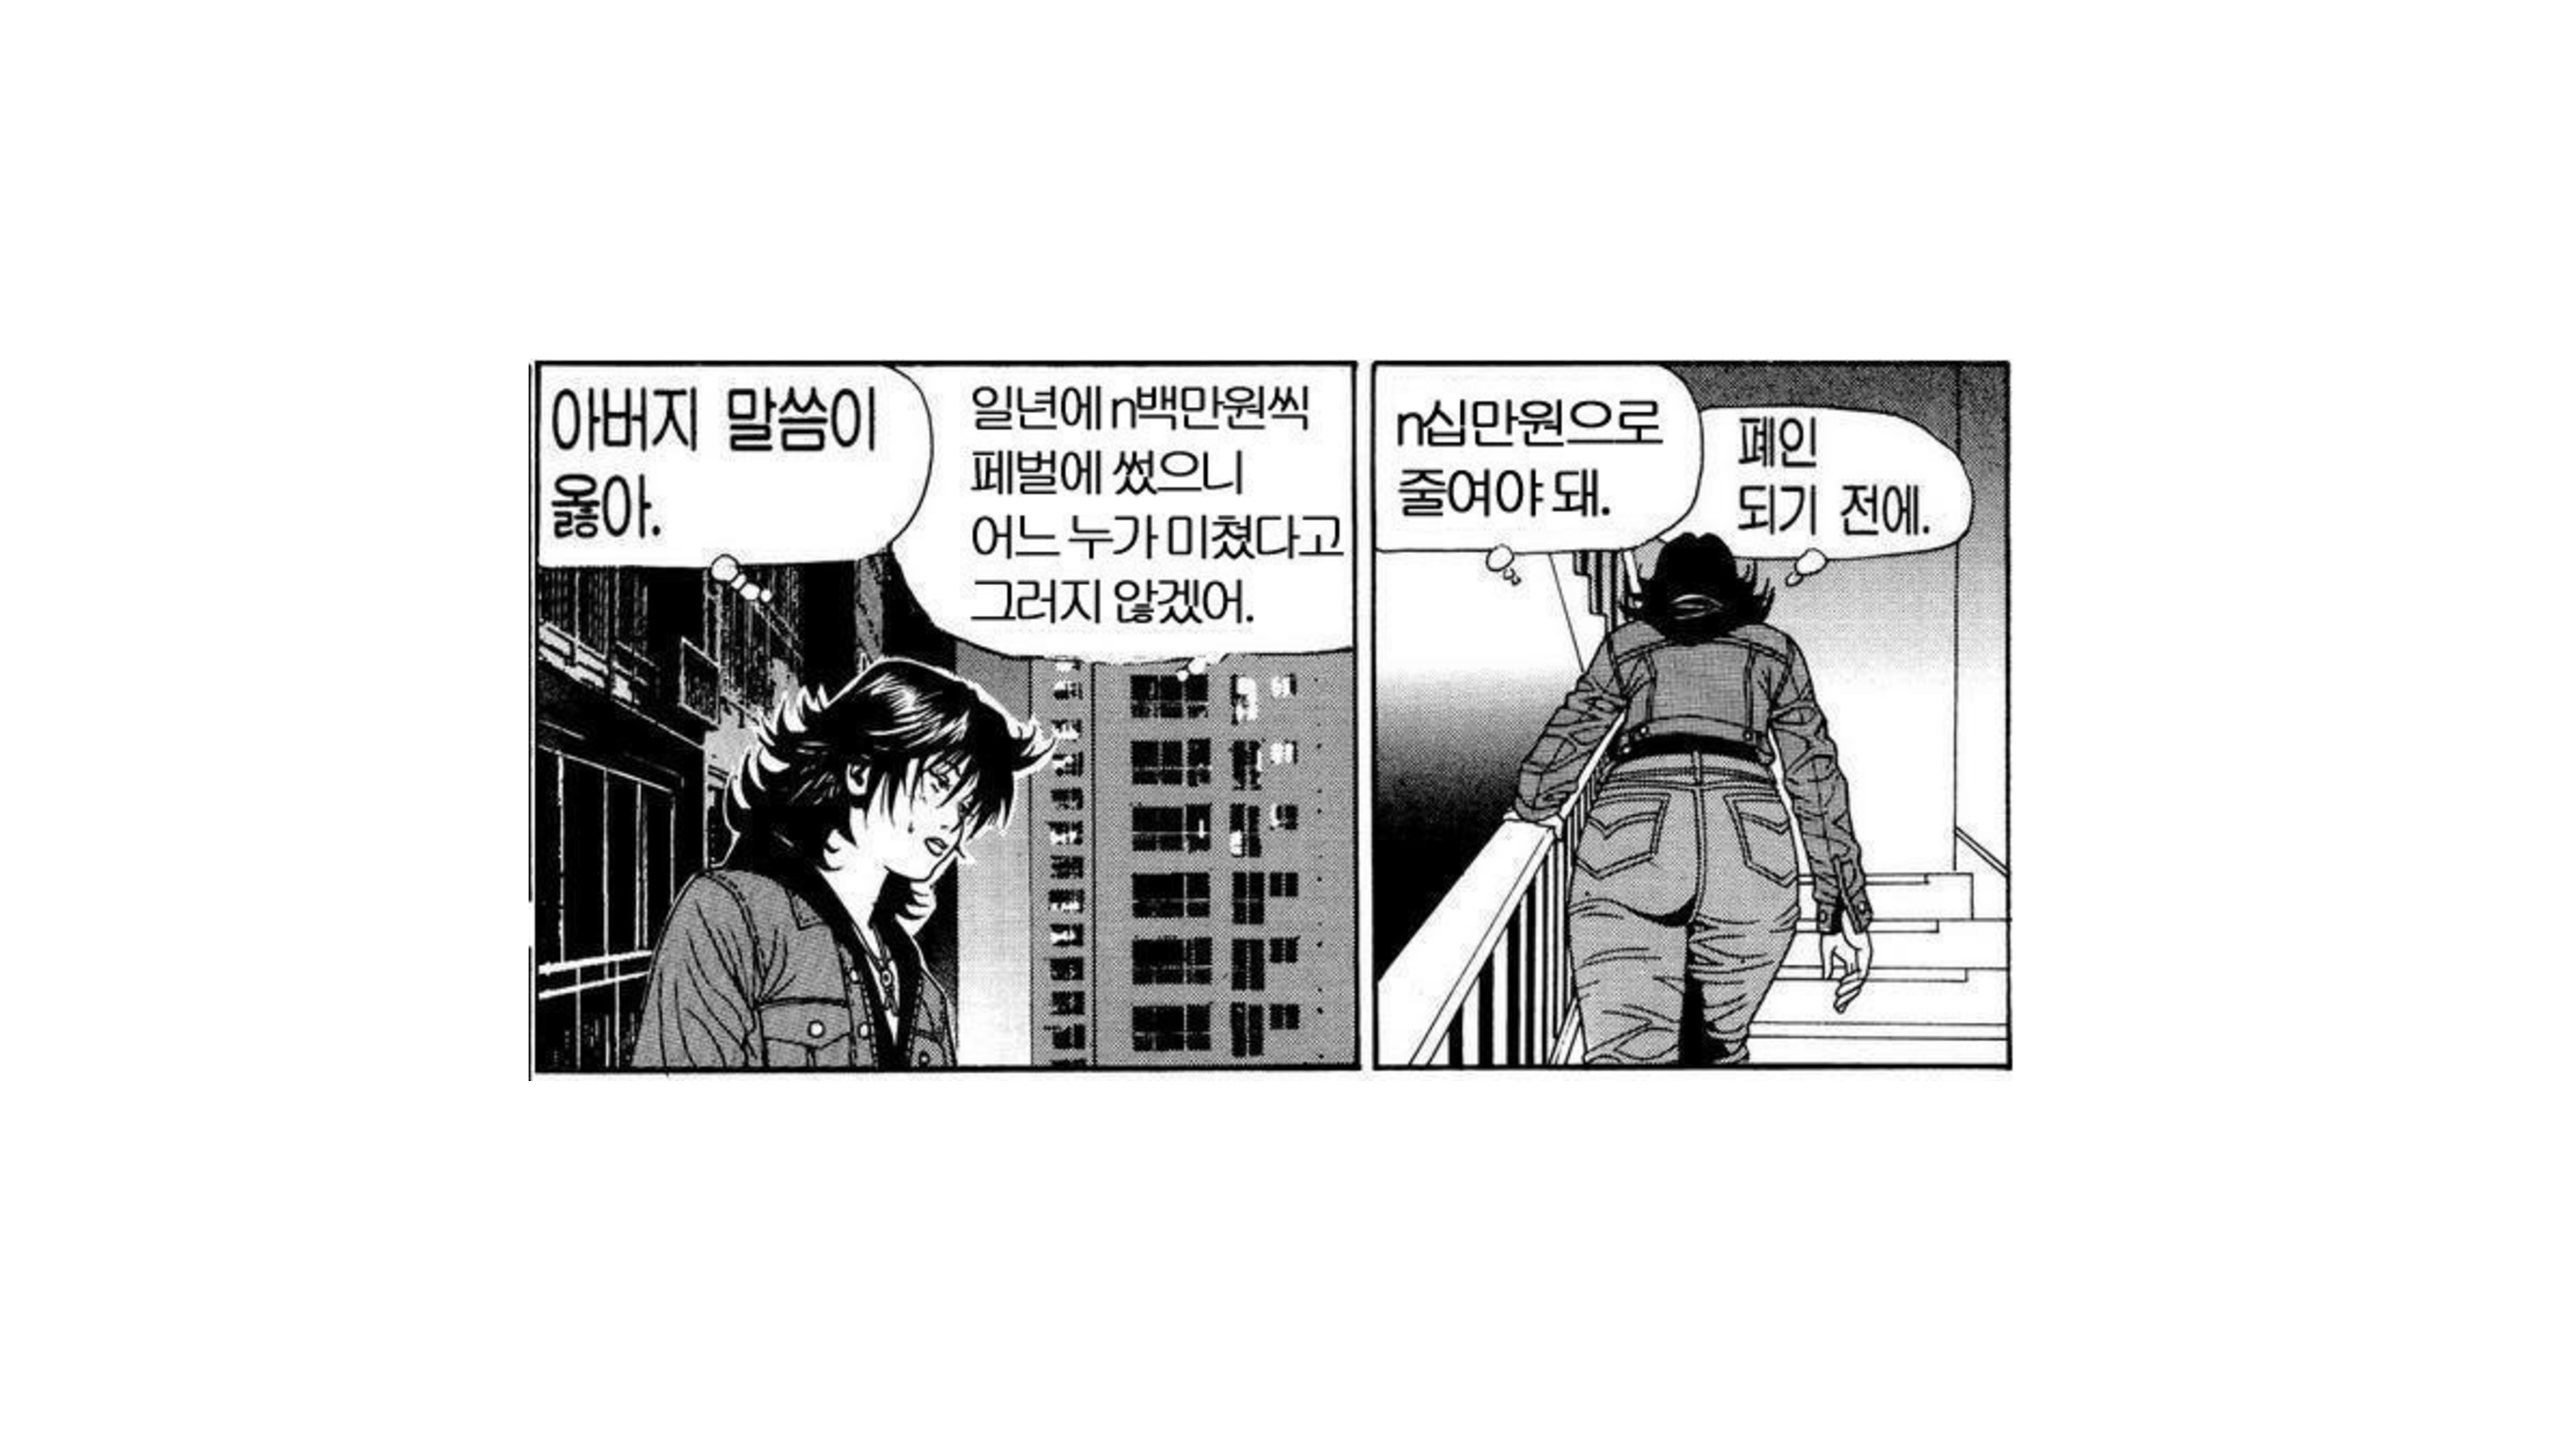 아버지 말씀이
옳아.
일년에 n백만원씩
페벌에 썼으니
어느 누가 미쳤다고
그러지 않겠어.
n십만원으로
줄여야 돼.
폐인
되기 전에.